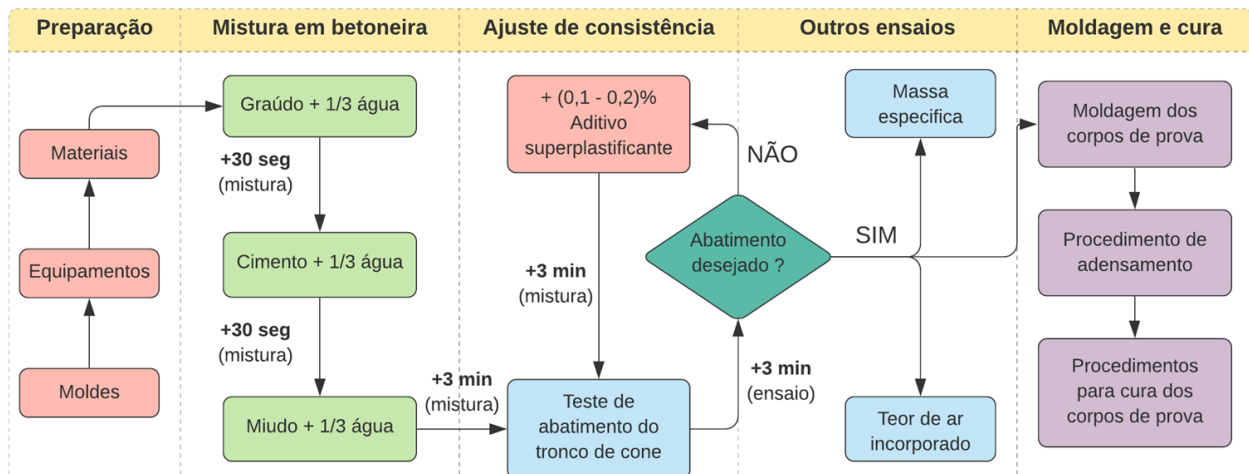 Preparação
Mistura em betoneira
Ajuste de consistência
Outros ensaios
Moldagem e cura
Materiais
Equipamentos
Moldes
Graúdo + 1/3 água
+30 seg
(mistura)
Cimento + 1/3 água
+30 seg
(mistura)
Miudo + 1/3 água
+3 min
(mistura)
+ (0,1 - 0,2)%
Aditivo
superplastificante
+3 min
(mistura)
Teste de
abatimento do
tronco de cone
+3 min
(ensaio)
Abatimento
desejado ?
NÃO
SIM
Massa
especifica
Teor de ar
incorporado
Moldagem dos
corpos de prova
Procedimento de
adensamento
Procedimentos
para cura dos
corpos de prova